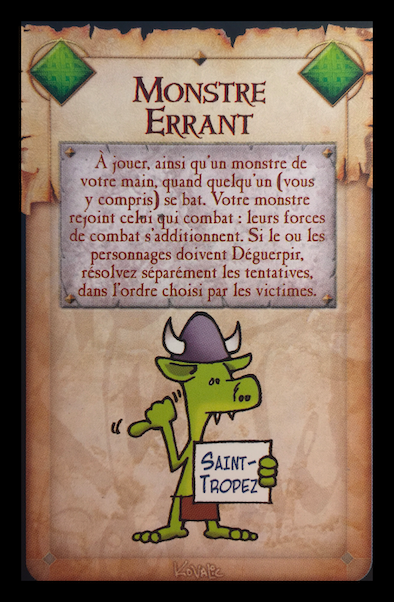 MONSTRE
ERRANT
À jouer, ainsi qu'un monstre de
votre main, quand quelqu'un (vous
y compris) se bat. Votre monstre
rejoint celui qui combat : leurs forces
de combat s'additionnent. Si le ou les
personnages doivent Déguerpir,
résolvez séparément les tentatives,
dans l'ordre choisi par les victimes.
SAINT-
TROPEZ
KOVALIC